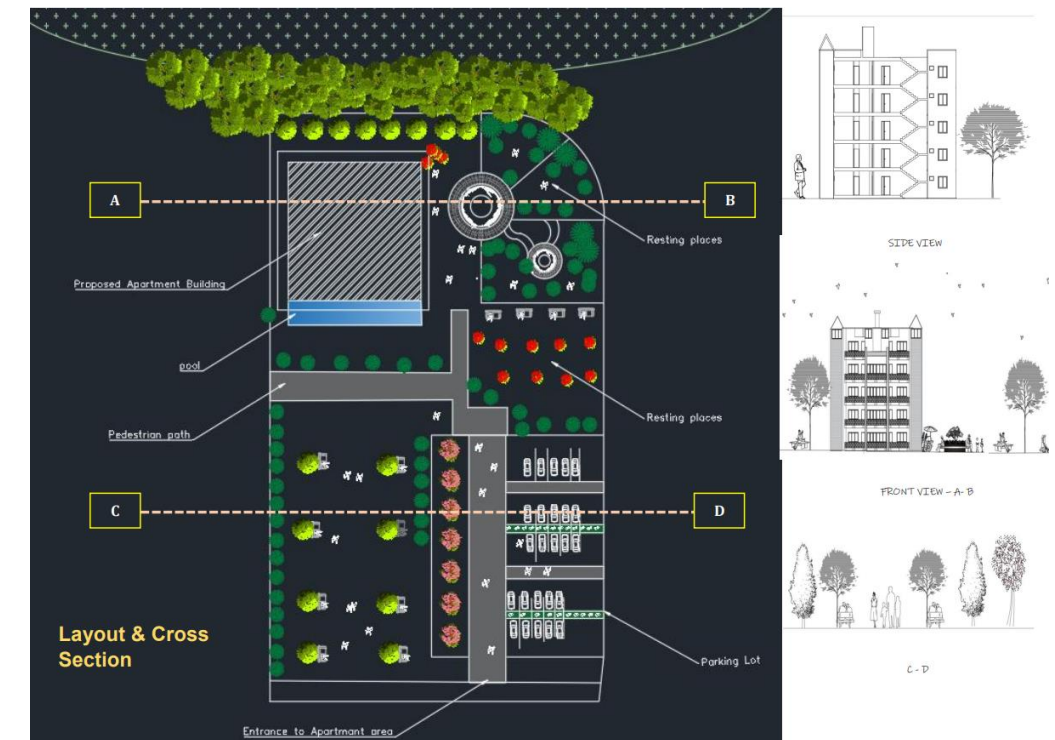 A
B
Resting places
SIDE VIEW
Proposed Apartment Building
pool
Resting places
Pedestrian path
FRONT VIEW - A-B
C
D
Layout & Cross
Section
Parking Lot
C - D
Entrance to Apartmant area